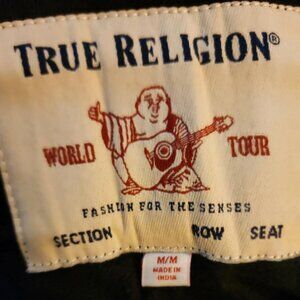 TRUE RELIGION®
WORLD TOUR
FASHION FOR THE SENSES
SECTION ROW SEAT
M/M
MADE IN
INDIA